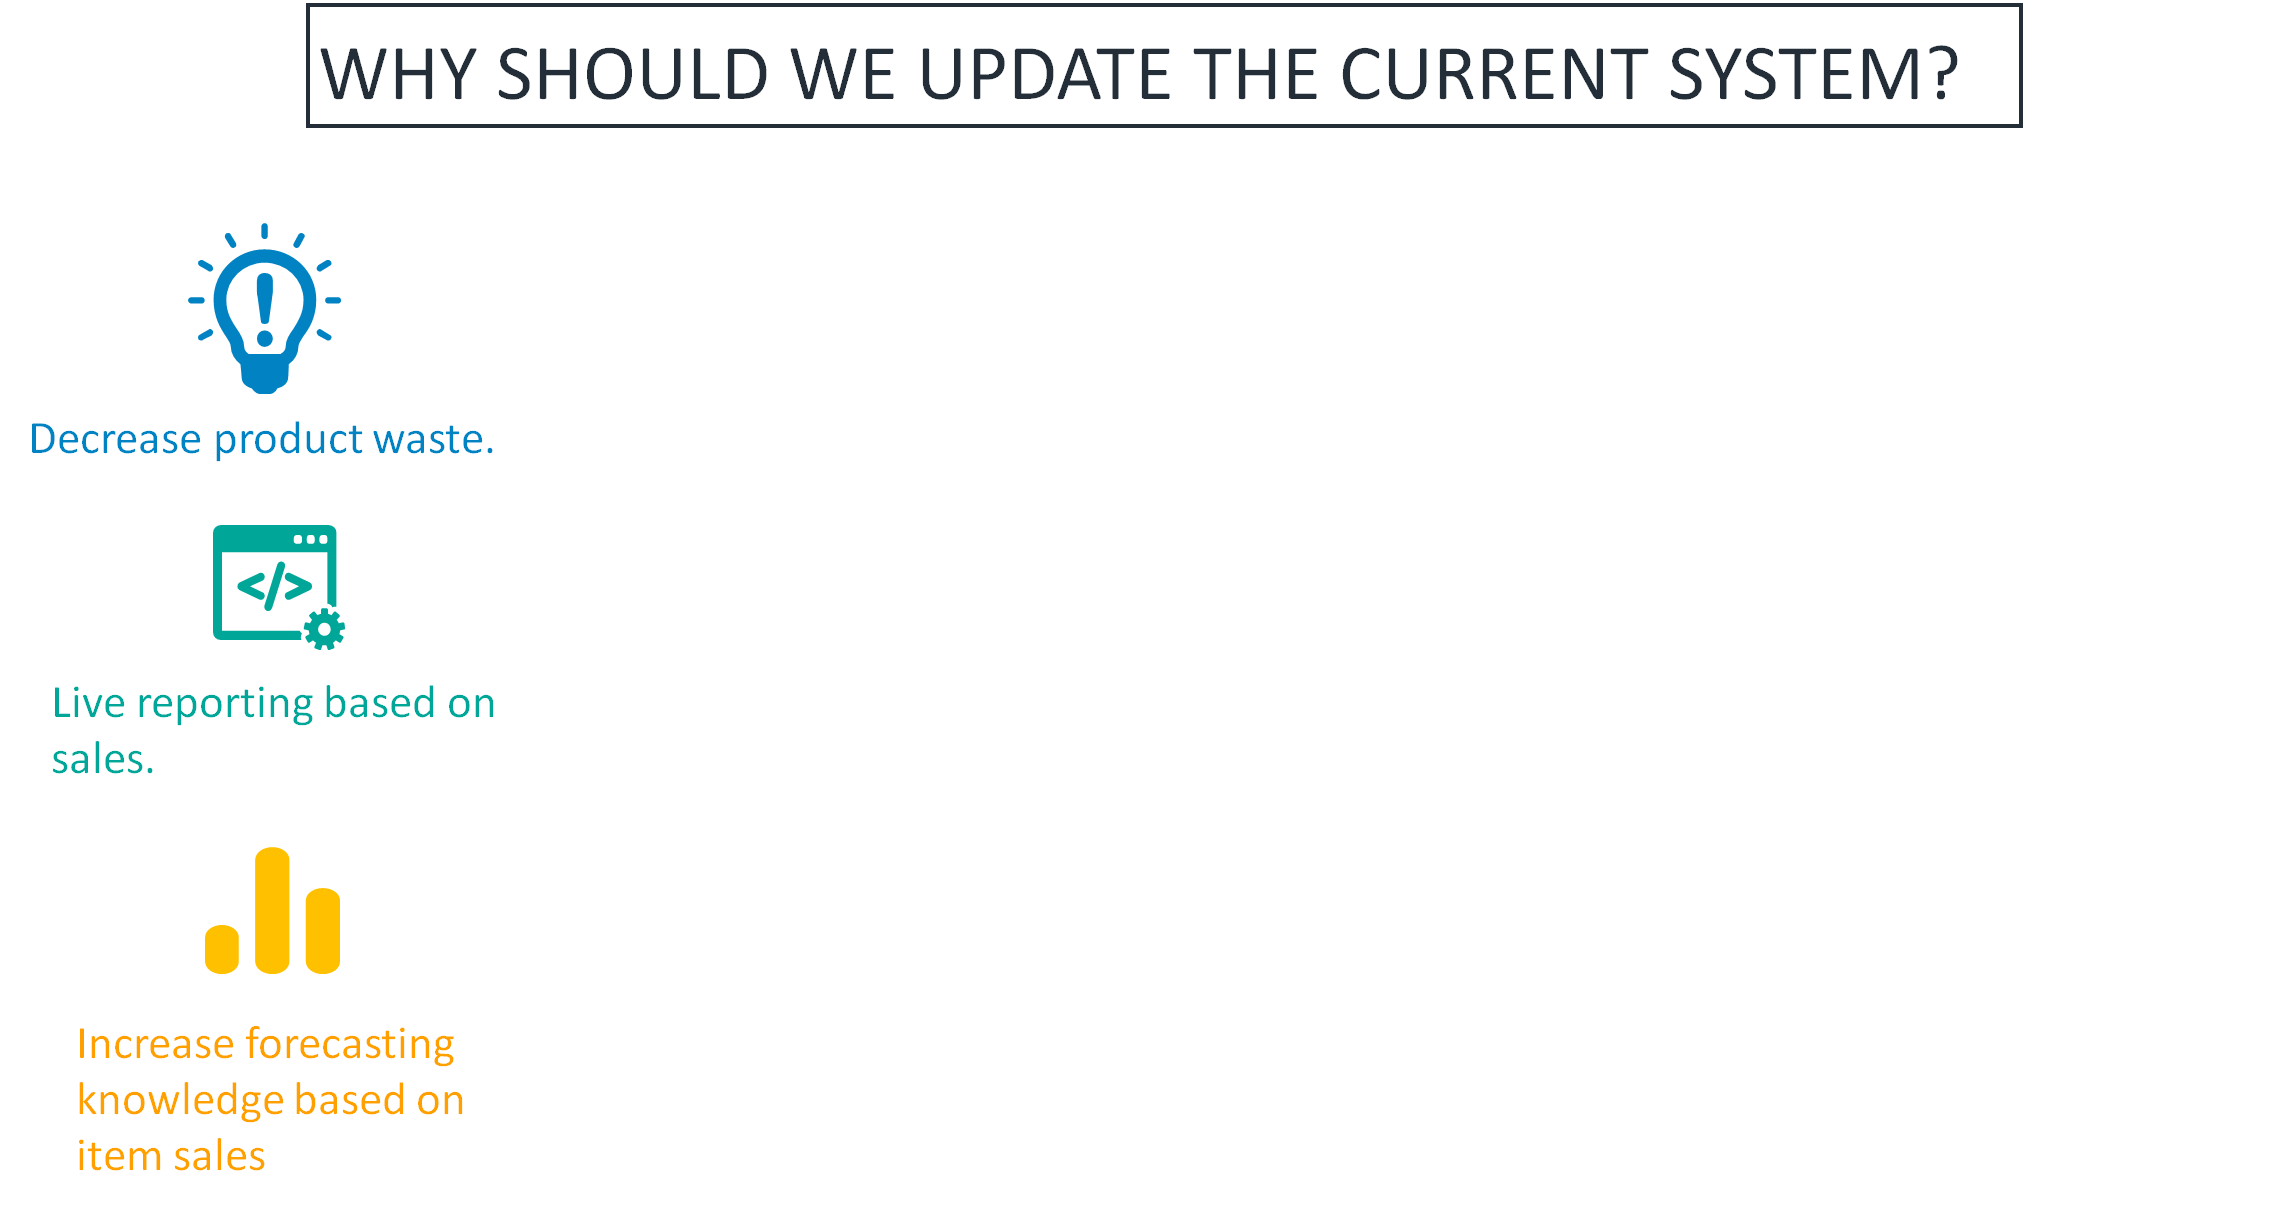 WHY SHOULD WE UPDATE THE CURRENT SYSTEM?
Decrease product waste.
</>
Live reporting based on
sales.
Increase forecasting
knowledge based on
item sales